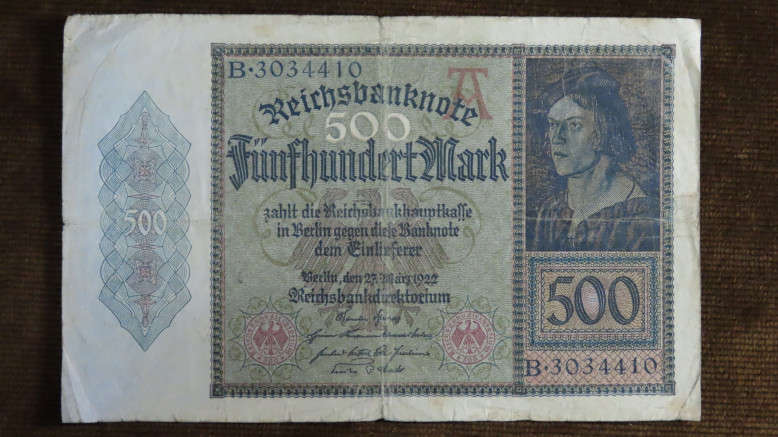 B·3034410
TA
Reichsbanknote
500
Fünfhundert Mark
zahlt die Reichsbankhauptkasse
in Berlin gegen diese Banknote
dem Einlieferer
Berlin, den 27. März 1922
Reichsbankdirektorium
500
500
B·3034410